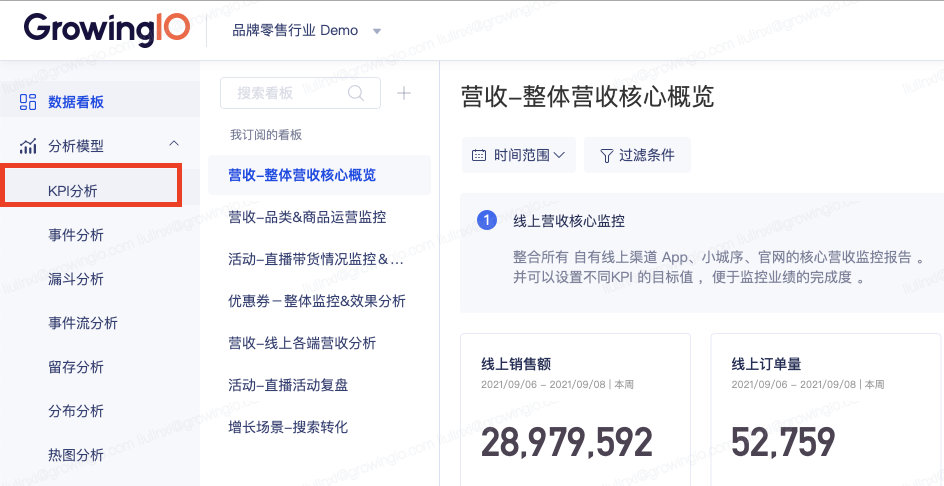 GrowingIO
品牌零售行业 Demo
数据看板
分析模型
KPI分析
事件分析
漏斗分析
事件流分析
留存分析
分布分析
热图分析
搜索看板
我订阅的看板
营收-整体营收核心概览
营收-品类&商品运营监控
活动-直播带货情况监控&...
优惠券-整体监控&效果分析
营收-线上各端营收分析
活动-直播活动复盘
增长场景-搜索转化
营收-整体营收核心概览
时间范围
过滤条件
1 线上营收核心监控
整合所有 自有线上渠道 App、小城序、官网的核心营收监控报告 。
并可以设置不同KPI 的目标值 ，便于监控业绩的完成度 。
线上销售额
2021/09/06 - 2021/09/08 | 本周
28,979,592
线上订单量
2021/09/06 - 2021/09/08 | 本周
52,759